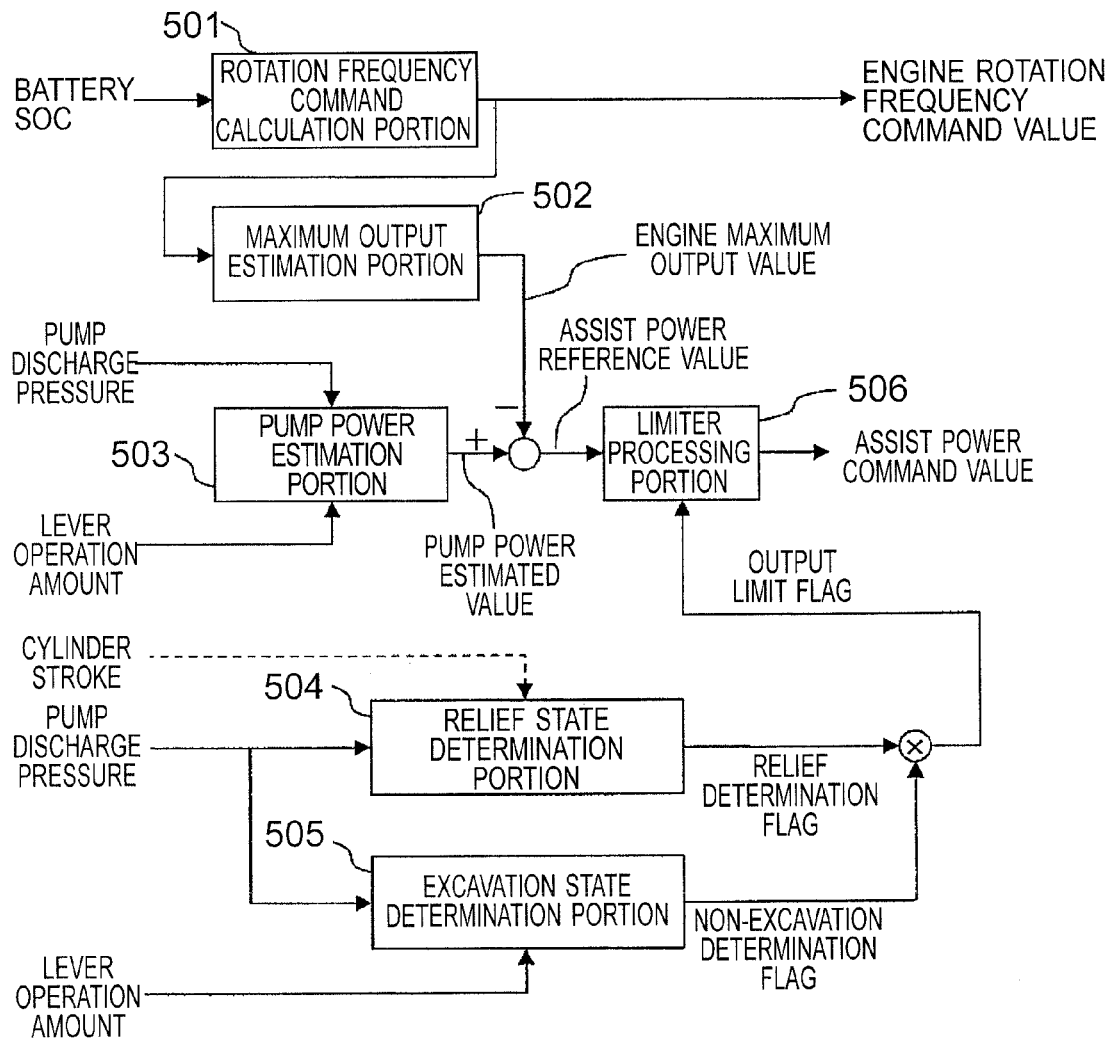 501
BATTERY
SOC
ROTATION FREQUENCY
COMMAND
CALCULATION PORTION
ENGINE ROTATION
FREQUENCY
COMMAND VALUE
502
MAXIMUM OUTPUT
ESTIMATION PORTION
ENGINE MAXIMUM
OUTPUT VALUE
PUMP
DISCHARGE
PRESSURE
ASSIST POWER
REFERENCE VALUE
503
PUMP POWER
ESTIMATION
PORTION
+
−
506
LIMITER
PROCESSING
PORTION
ASSIST POWER
COMMAND VALUE
LEVER
OPERATION
AMOUNT
PUMP POWER
ESTIMATED
VALUE
OUTPUT
LIMIT FLAG
CYLINDER
STROKE
504
PUMP
DISCHARGE
PRESSURE
RELIEF STATE
DETERMINATION
PORTION
×
RELIEF
DETERMINATION
FLAG
505
EXCAVATION STATE
DETERMINATION PORTION
NON-EXCAVATION
DETERMINATION
FLAG
LEVER
OPERATION
AMOUNT